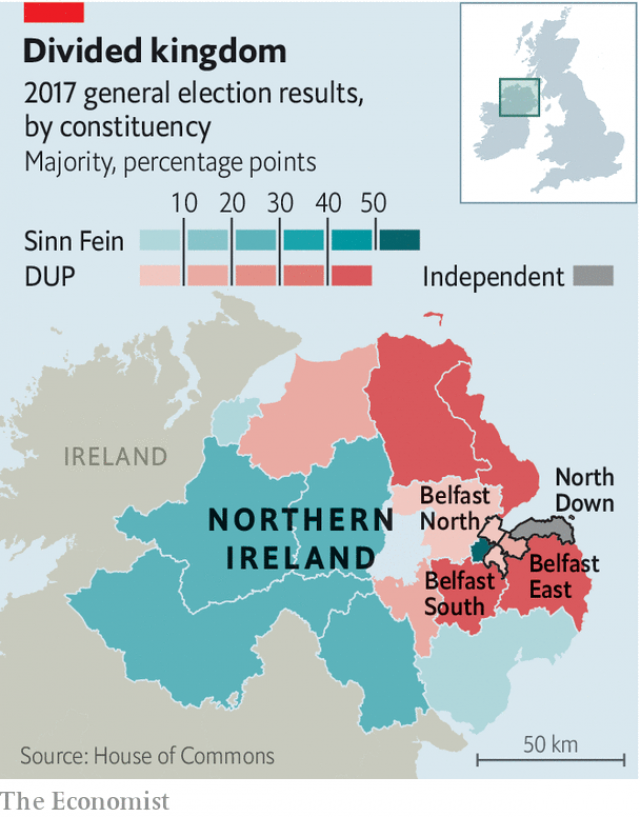 Divided kingdom
2017 general election results,
by constituency
Majority, percentage points
10 20 30 40 50
Sinn Fein
DUP
Independent
IRELAND
NORTHERN
IRELAND
Belfast
North
North
Down
Belfast
East
Belfast
South
Source: House of Commons
50 km
The Economist